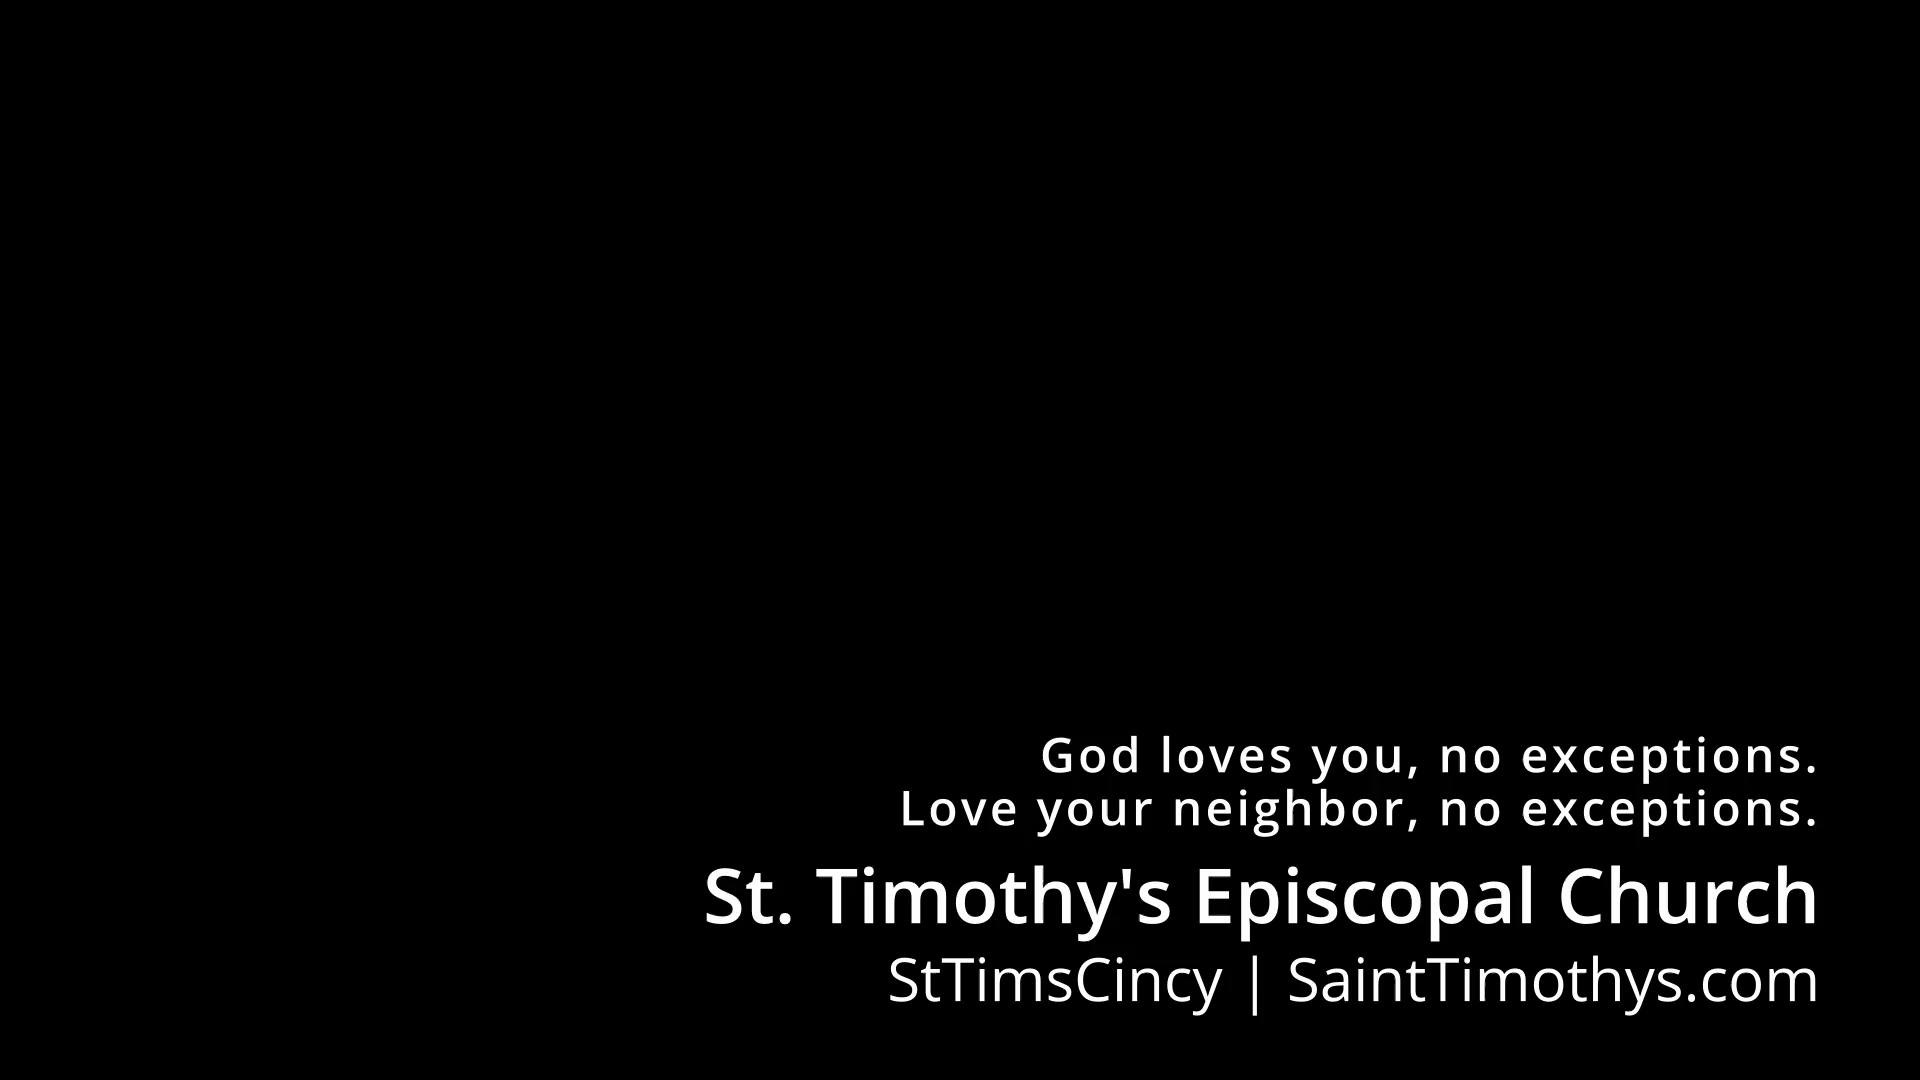 God loves you, no exceptions.
Love your neighbor, no exceptions.
St. Timothy's Episcopal Church
StTimsCincy | SaintTimothys.com